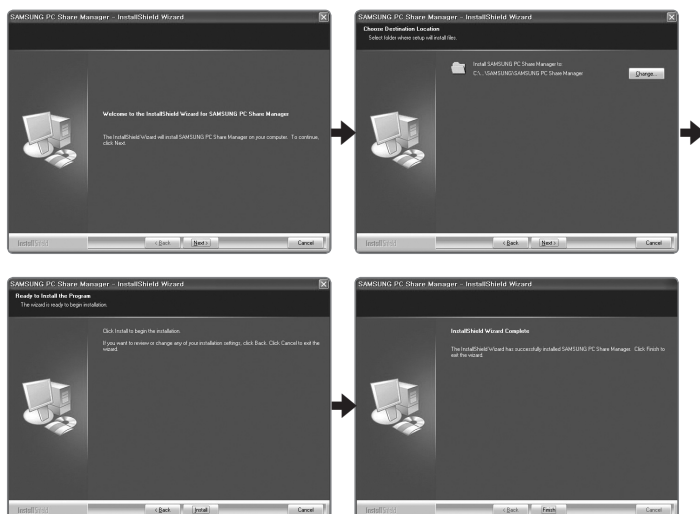 SAMSUNG PC Share Manager - InstallShield Wizard
Welcome to the InstallShield Wizard for SAMSUNG PC Share Manager
The InstallShield Wizard will install SAMSUNG PC Share Manager on your computer. To continue,
click Next.
InstallShield
< Back
Next >
Cancel
SAMSUNG PC Share Manager - InstallShield Wizard
Choose Destination Location
Select folder where setup will install files.
Install SAMSUNG PC Share Manager to:
C:\...\SAMSUNG\SAMSUNG PC Share Manager
Change...
InstallShield
< Back
Next >
Cancel
SAMSUNG PC Share Manager - InstallShield Wizard
Ready to Install the Program
The wizard is ready to begin installation.
Click Install to begin the installation.
If you want to review or change any of your installation settings, click Back. Click Cancel to exit the
wizard.
InstallShield
< Back
Install
Cancel
SAMSUNG PC Share Manager - InstallShield Wizard
InstallShield Wizard Complete
The InstallShield Wizard has successfully installed SAMSUNG PC Share Manager. Click Finish to
exit the wizard.
InstallShield
< Back
Finish
Cancel